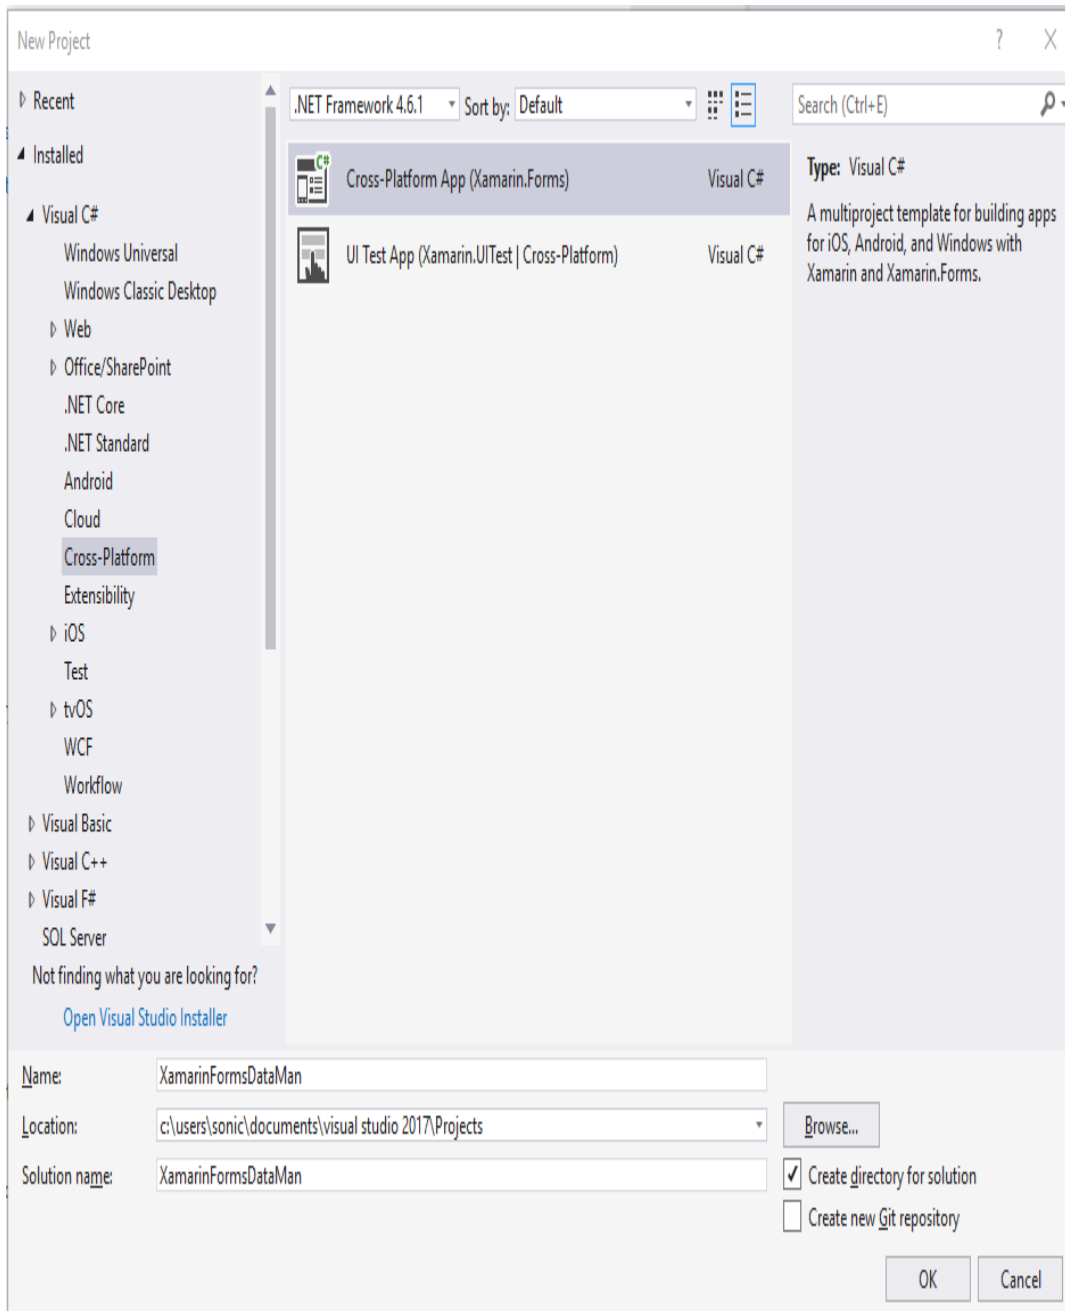 New Project
?
Recent
Installed
Visual C#
Windows Universal
Windows Classic Desktop
Web
Office/SharePoint
.NET Core
.NET Standard
Android
Cloud
Cross-Platform
Extensibility
iOS
Test
tvOS
WCF
Workflow
Visual Basic
Visual C++
Visual F#
SQL Server
Not finding what you are looking for?
Open Visual Studio Installer
.NET Framework 4.6.1 Sort by: Default
C#
Cross-Platform App (Xamarin.Forms) Visual C#
UI Test App (Xamarin.UITest | Cross-Platform) Visual C#
Search (Ctrl+E)
Type: Visual C#
A multiproject template for building apps
for iOS, Android, and Windows with
Xamarin and Xamarin.Forms.
Name: XamarinFormsDataMan
Location: c:\users\sonic\documents\visual studio 2017\Projects Browse...
Solution name: XamarinFormsDataMan
Create directory for solution
Create new Git repository
OK Cancel